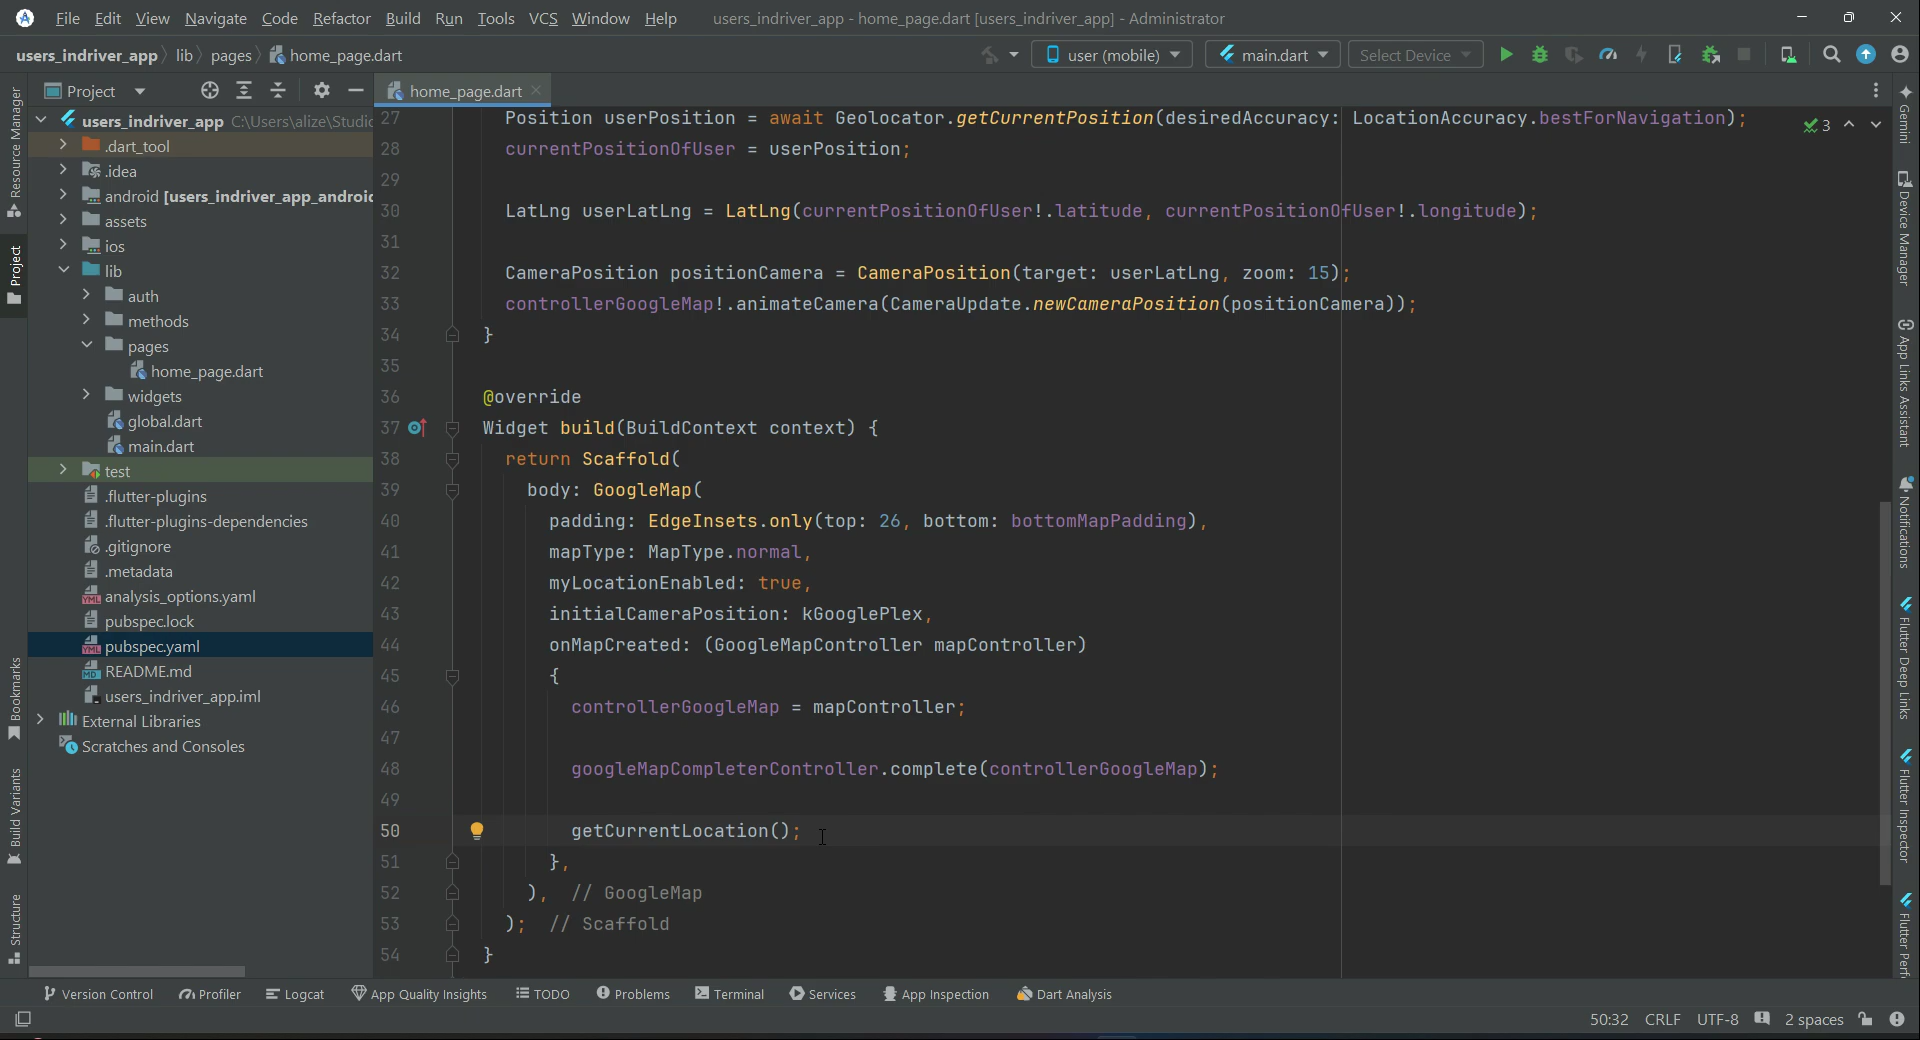 File Edit View Navigate Code Refactor Build Run Tools VCS Window Help users_indriver_app - home_page.dart [users_indriver_app] - Administrator
users_indriver_app lib pages home_page.dart user (mobile) main.dart Select Device
Project
home_page.dart
users_indriver_app C:\Users\alize\Studi
.dart_tool
.idea
android [users_indriver_app_android
assets
ios
lib
auth
methods
pages
home_page.dart
widgets
global.dart
main.dart
test
.flutter-plugins
.flutter-plugins-dependencies
.gitignore
.metadata
analysis_options.yaml
pubspec.lock
pubspec.yaml
README.md
users_indriver_app.iml
External Libraries
Scratches and Consoles
27 Position userPosition = await Geolocator.getCurrentPosition(desiredAccuracy: LocationAccuracy.bestForNavigation);
3
28 currentPositionOfUser = userPosition;
29
30 LatLng userLatLng = LatLng(currentPositionOfUser!.latitude, currentPositionOfUser!.longitude);
31
32 CameraPosition positionCamera = CameraPosition(target: userLatLng, zoom: 15);
33 controllerGoogleMap!.animateCamera(CameraUpdate.newCameraPosition(positionCamera));
34 }
35
36 @override
37 Widget build(BuildContext context) {
38 return Scaffold(
39 body: GoogleMap(
40 padding: EdgeInsets.only(top: 26, bottom: bottomMapPadding),
41 mapType: MapType.normal,
42 myLocationEnabled: true,
43 initialCameraPosition: kGooglePlex,
44 onMapCreated: (GoogleMapController mapController)
45 {
46 controllerGoogleMap = mapController;
47
48 googleMapCompleterController.complete(controllerGoogleMap);
49
50 getCurrentLocation();
51 },
52 ), // GoogleMap
53 ); // Scaffold
54 }
Resource Manager
Project
Bookmarks
Build Variants
Structure
Gemini
Device Manager
App Links Assistant
Notifications
Flutter Deep Links
Flutter Inspector
Flutter Perf
Version Control Profiler Logcat App Quality Insights TODO Problems Terminal Services App Inspection Dart Analysis
50:32 CRLF UTF-8 2 spaces